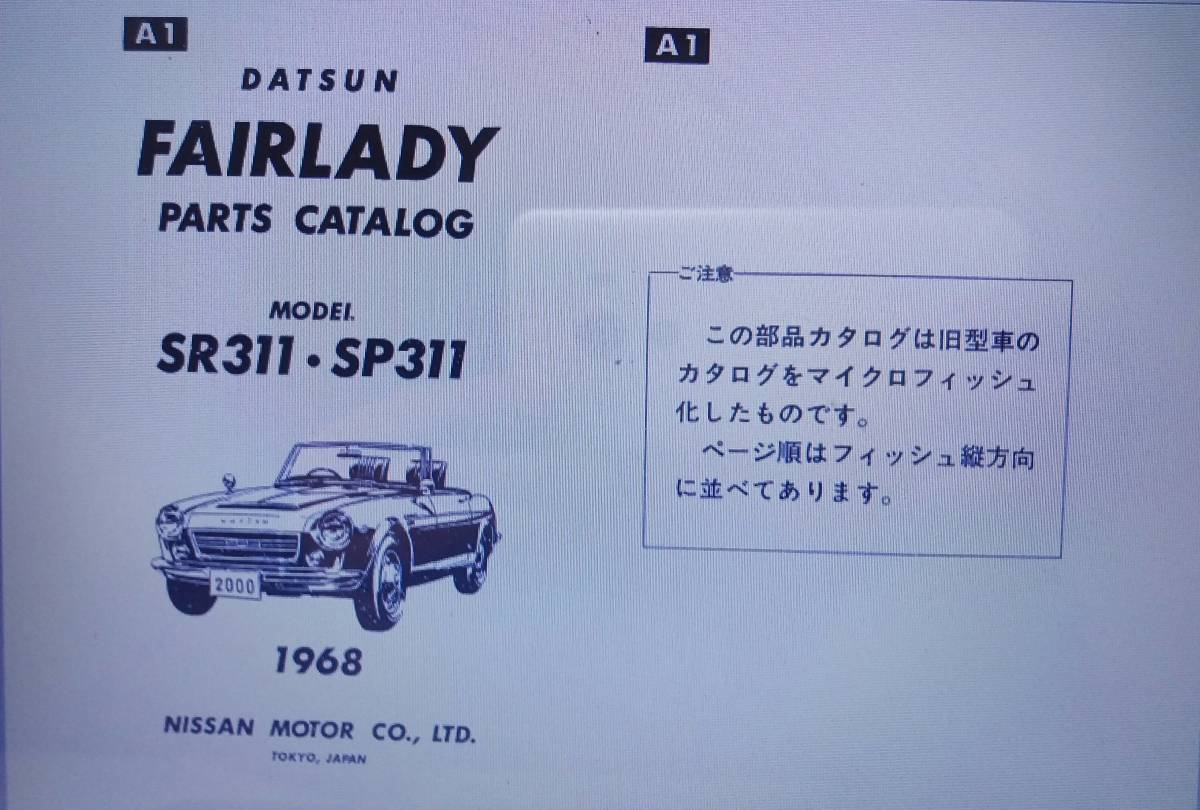 A1
DATSUN
FAIRLADY
PARTS CATALOG
MODEL
SR311・SP311
2000
1968
NISSAN MOTOR CO., LTD.
TOKYO, JAPAN
A1
ご注意
この部品カタログは旧型車の
カタログをマイクロフィッシュ
化したものです。
ページ順はフィッシュ縦方向
に並べてあります。